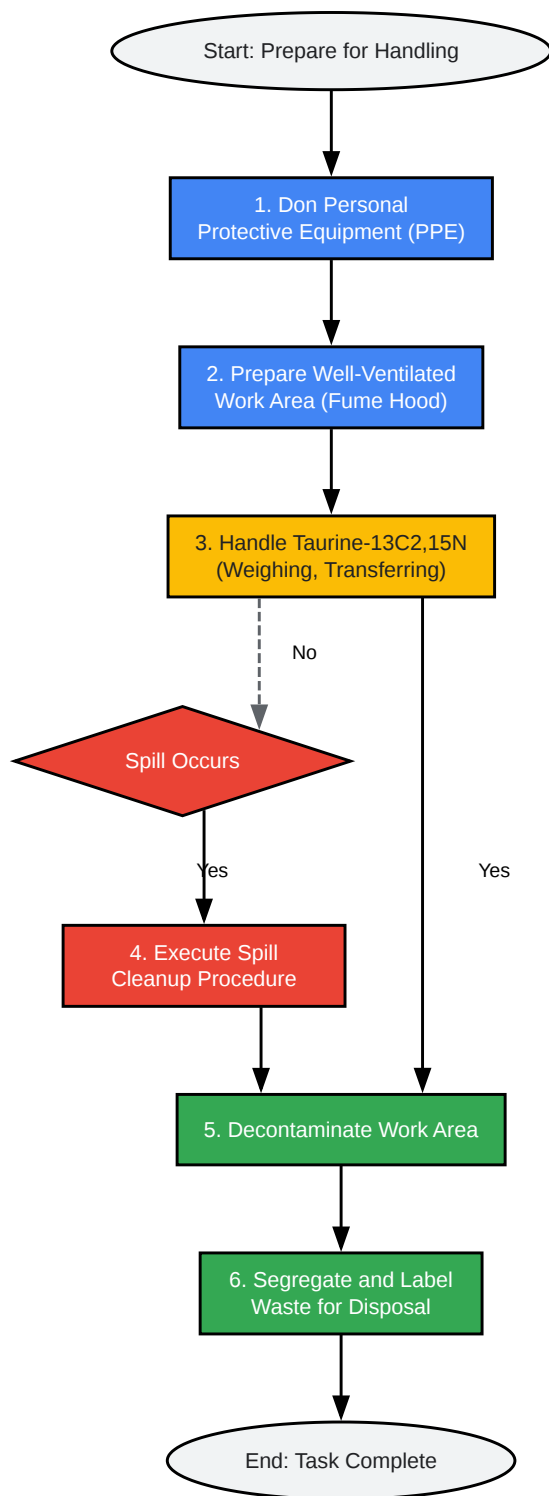 Start: Prepare for Handling
1. Don Personal
Protective Equipment (PPE)
2. Prepare Well-Ventilated
Work Area (Fume Hood)
3. Handle Taurine-13C2,15N
(Weighing, Transferring)
No
Spill Occurs
Yes
Yes
4. Execute Spill
Cleanup Procedure
5. Decontaminate Work Area
6. Segregate and Label
Waste for Disposal
End: Task Complete